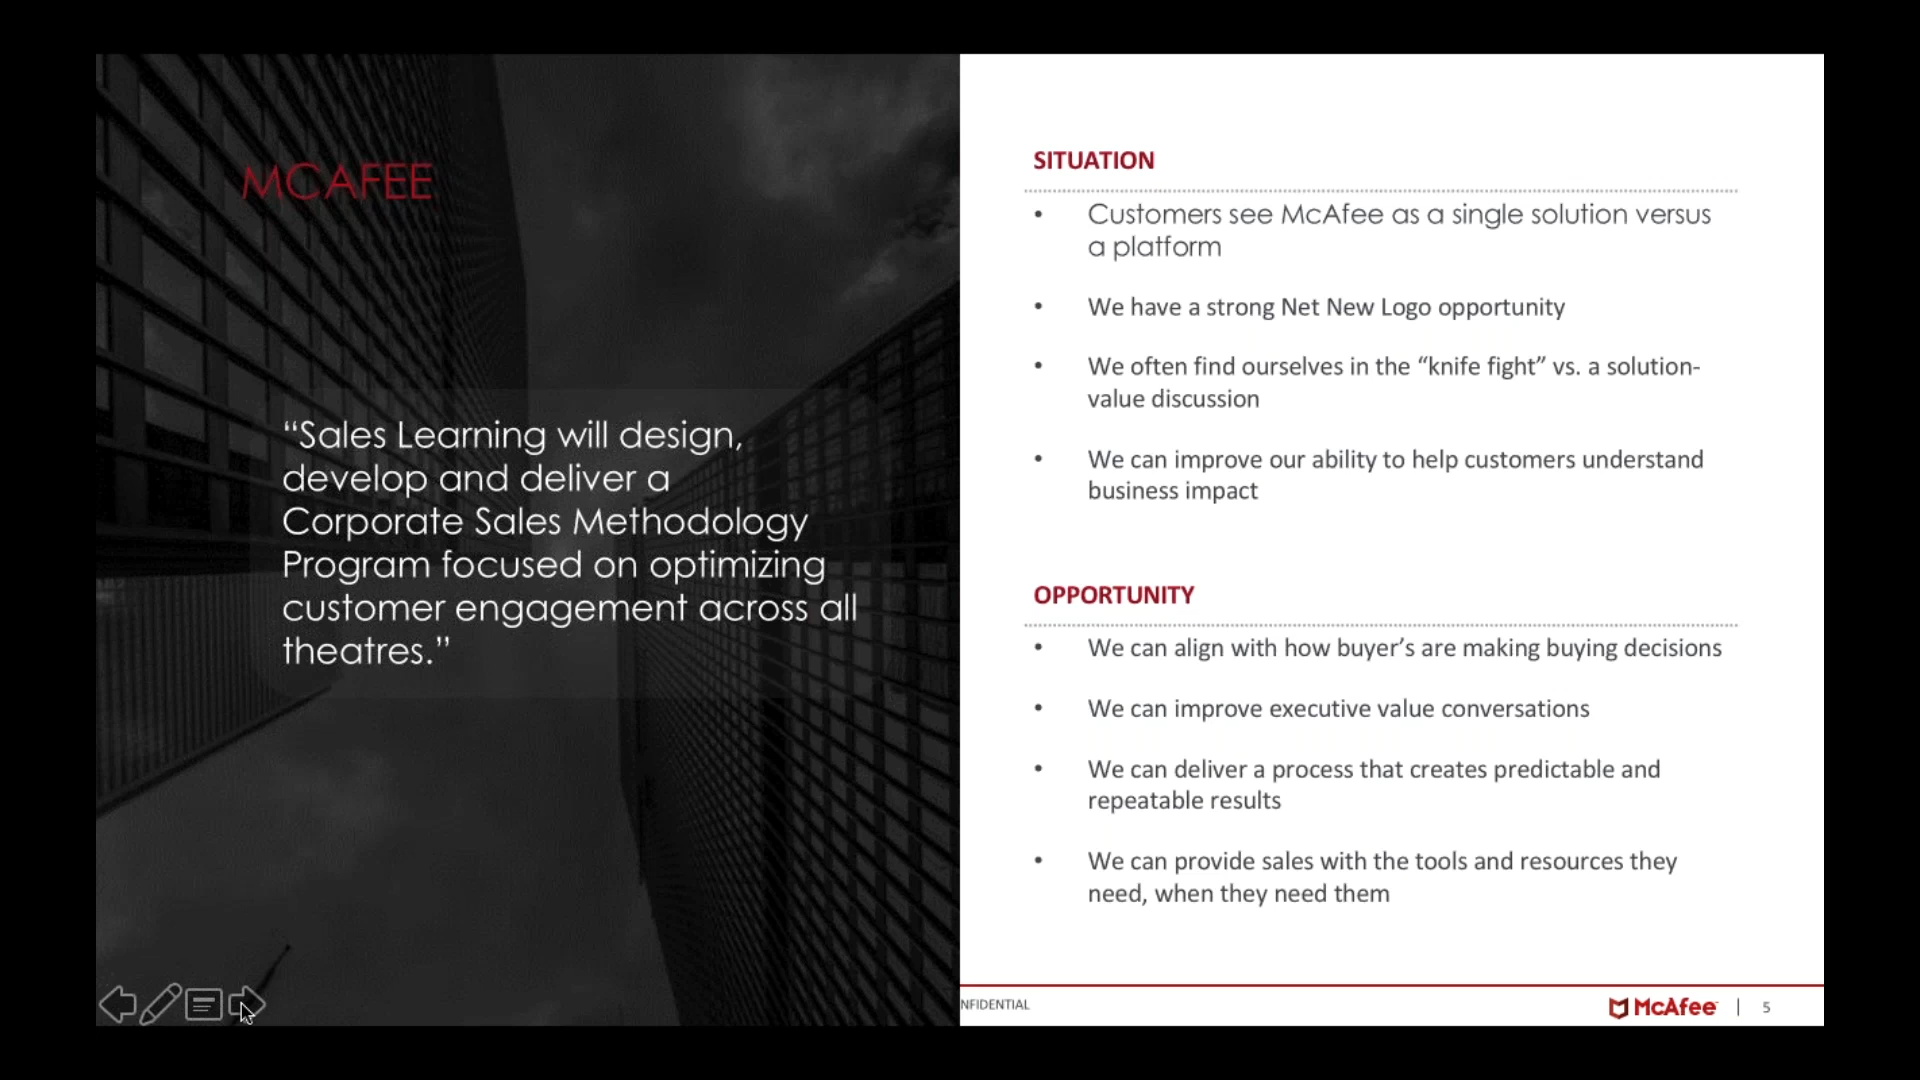 MCAFEE
“Sales Learning will design,
develop and deliver a
Corporate Sales Methodology
Program focused on optimizing
customer engagement across all
theatres.”
SITUATION
• Customers see McAfee as a single solution versus
a platform
• We have a strong Net New Logo opportunity
• We often find ourselves in the “knife fight” vs. a solution-
value discussion
• We can improve our ability to help customers understand
business impact
OPPORTUNITY
• We can align with how buyer’s are making buying decisions
• We can improve executive value conversations
• We can deliver a process that creates predictable and
repeatable results
• We can provide sales with the tools and resources they
need, when they need them
NFIDENTIAL
McAfee | 5